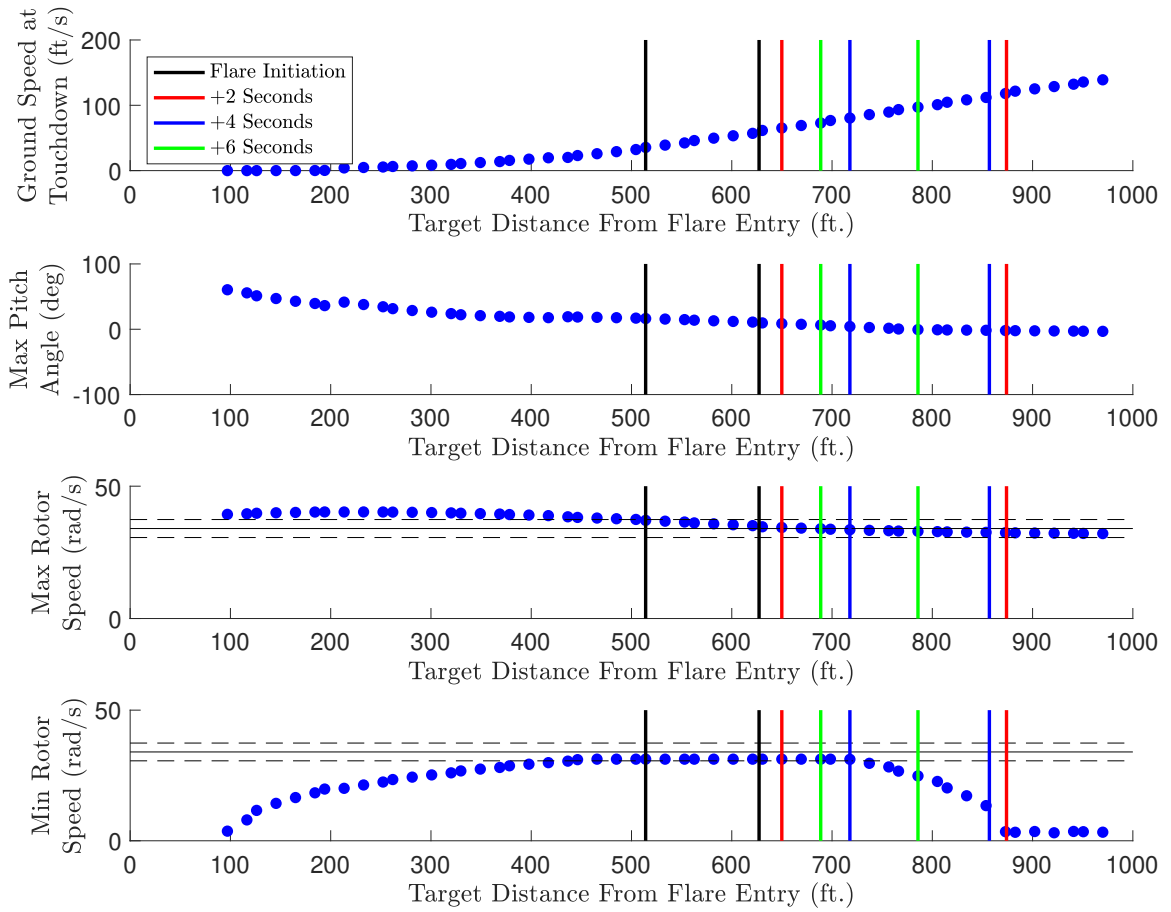 Ground Speed at
Touchdown (ft/s)
200
100
0
Flare Initiation
+2 Seconds
+4 Seconds
+6 Seconds
0 100 200 300 400 500 600 700 800 900 1000
Target Distance From Flare Entry (ft.)
Max Pitch
Angle (deg)
100
0
-100
0 100 200 300 400 500 600 700 800 900 1000
Target Distance From Flare Entry (ft.)
Max Rotor
Speed (rad/s)
50
0
0 100 200 300 400 500 600 700 800 900 1000
Target Distance From Flare Entry (ft.)
Min Rotor
Speed (rad/s)
50
0
0 100 200 300 400 500 600 700 800 900 1000
Target Distance From Flare Entry (ft.)